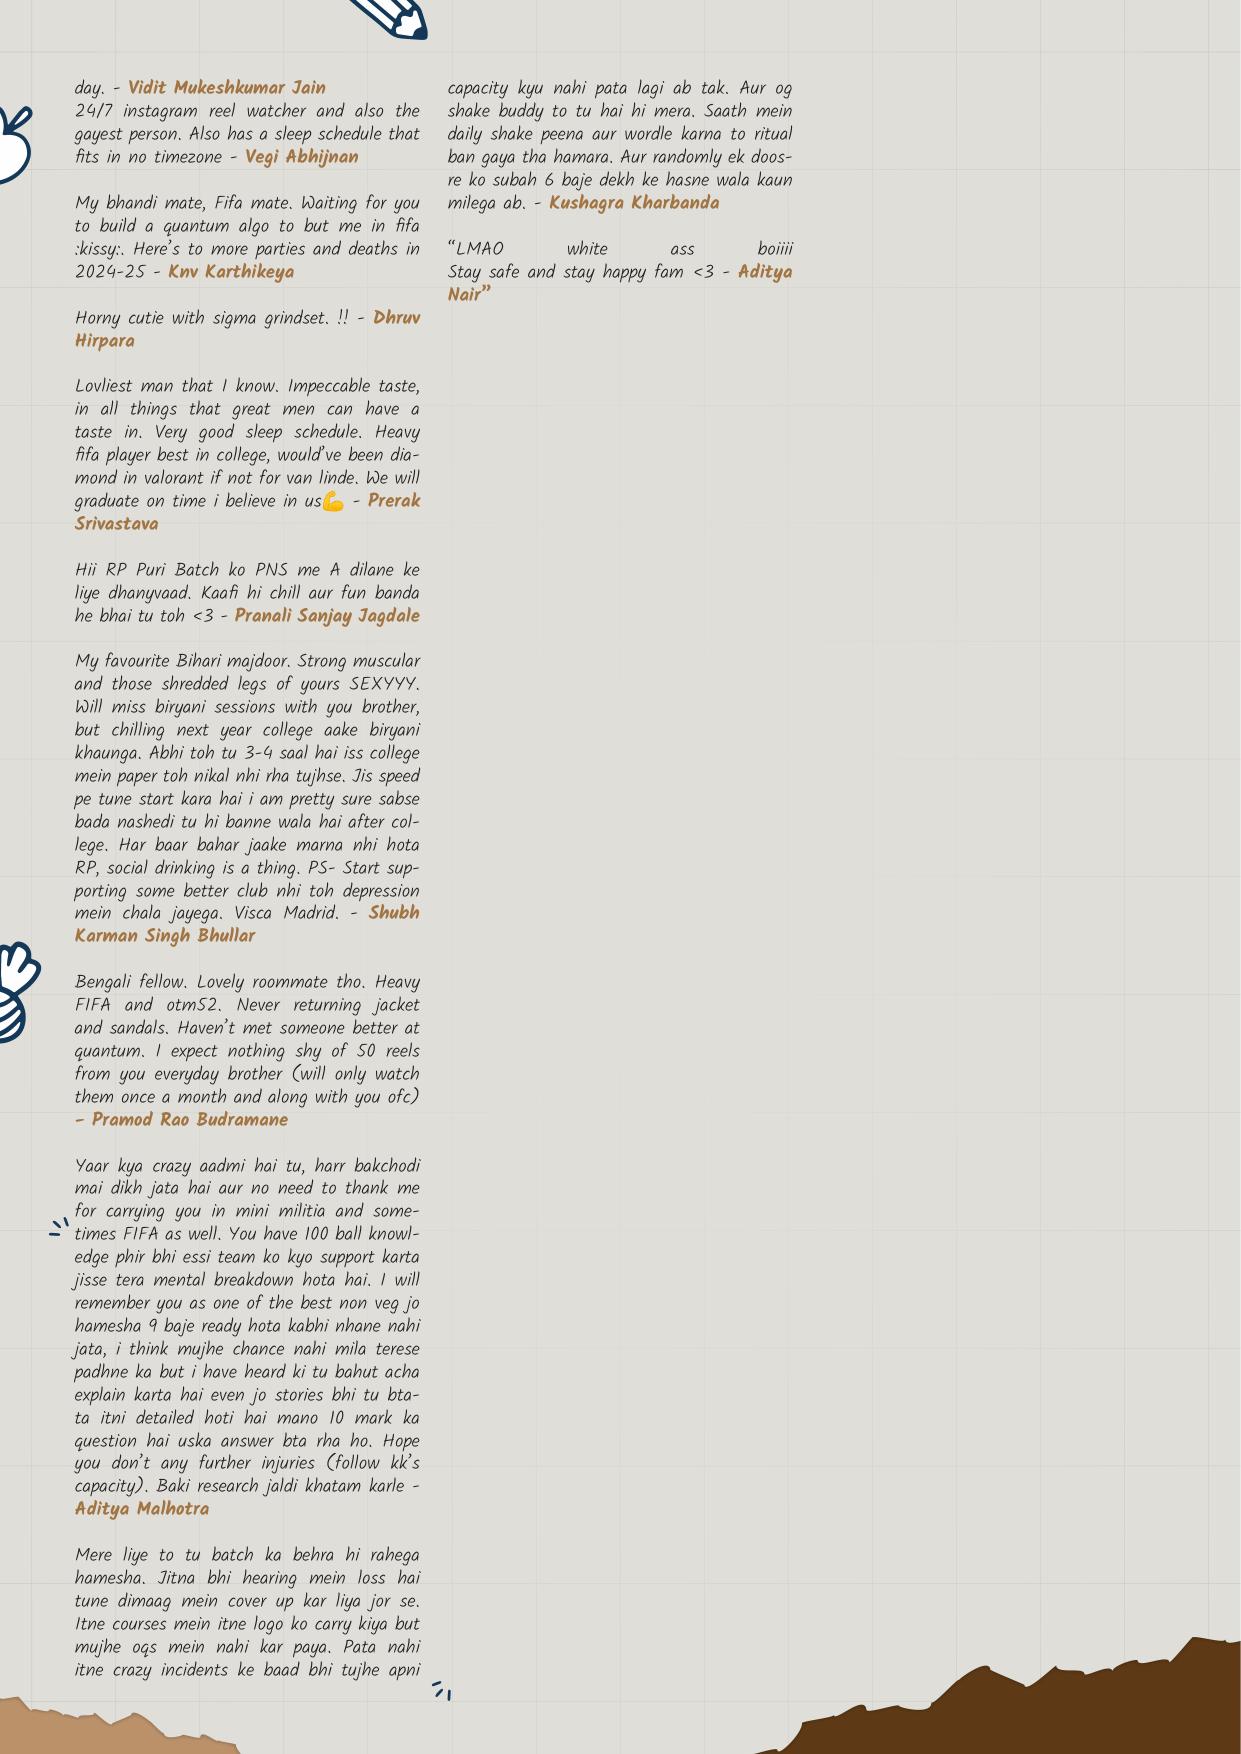 day. - Vidit Mukeshkumar Jain
24/7 instagram reel watcher and also the
gayest person. Also has a sleep schedule that
fits in no timezone - Vegi Abhijnan
My bhandi mate, Fifa mate. Waiting for you
to build a quantum algo to but me in fifa
:kissy:. Here's to more parties and deaths in
2024-25 - Knv Karthikeya
Horny cutie with sigma grindset. !! - Dhruv
Hirpara
Lovliest man that I know. Impeccable taste,
in all things that great men can have a
taste in. Very good sleep schedule. Heavy
fifa player best in college, would've been dia-
mond in valorant if not for van linde. We will
graduate on time i believe in us💪 - Prerak
Srivastava
Hii RP Puri Batch ko PNS me A dilane ke
liye dhanyvaad. Kaafi hi chill aur fun banda
he bhai tu toh <3 - Pranali Sanjay Jagdale
My favourite Bihari majdoor. Strong muscular
and those shredded legs of yours SEXYYY.
Will miss biryani sessions with you brother,
but chilling next year college aake biryani
khaunga. Abhi toh tu 3-4 saal hai iss college
mein paper toh nikal nhi rha tujhse. Jis speed
pe tune start kara hai i am pretty sure sabse
bada nashedi tu hi banne wala hai after col-
lege. Har baar bahar jaake marna nhi hota
RP, social drinking is a thing. PS- Start sup-
porting some better club nhi toh depression
mein chala jayega. Visca Madrid. - Shubh
Karman Singh Bhullar
Bengali fellow. Lovely roommate tho. Heavy
FIFA and otm52. Never returning jacket
and sandals. Haven't met someone better at
quantum. I expect nothing shy of 50 reels
from you everyday brother (will only watch
them once a month and along with you ofc)
- Pramod Rao Budramane
Yaar kya crazy aadmi hai tu, harr bakchodi
mai dikh jata hai aur no need to thank me
for carrying you in mini militia and some-
times FIFA as well. You have 100 ball knowl-
edge phir bhi essi team ko kyo support karta
jisse tera mental breakdown hota hai. I will
remember you as one of the best non veg jo
hamesha 9 baje ready hota kabhi nhane nahi
jata, i think mujhe chance nahi mila terese
padhne ka but i have heard ki tu bahut acha
explain karta hai even jo stories bhi tu bta-
ta itni detailed hoti hai mano 10 mark ka
question hai uska answer bta rha ho. Hope
you don't any further injuries (follow kk's
capacity). Baki research jaldi khatam karle -
Aditya Malhotra
Mere liye to tu batch ka behra hi rahega
hamesha. Jitna bhi hearing mein loss hai
tune dimaag mein cover up kar liya jor se.
Itne courses mein itne logo ko carry kiya but
mujhe oqs mein nahi kar paya. Pata nahi
itne crazy incidents ke baad bhi tujhe apni
capacity kyu nahi pata lagi ab tak. Aur og
shake buddy to tu hai hi mera. Saath mein
daily shake peena aur wordle karna to ritual
ban gaya tha hamara. Aur randomly ek doos-
re ko subah 6 baje dekh ke hasne wala kaun
milega ab. - Kushagra Kharbanda
“LMAO white ass boiiii
Stay safe and stay happy fam <3 - Aditya
Nair”